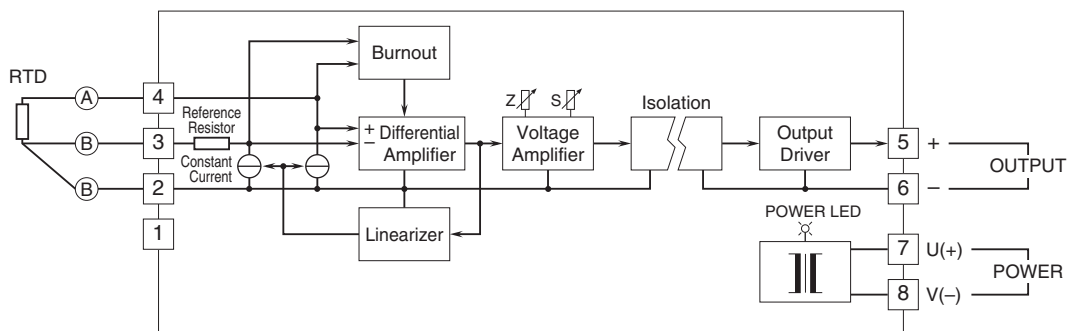 RTD
A
B
B
4
3
2
1
Reference
Resistor
Constant
Current
Burnout
+
−
Differential
Amplifier
Linearizer
Z
S
Voltage
Amplifier
Isolation
Output
Driver
5
+
6
−
OUTPUT
POWER LED
7
U(+)
8
V(−)
POWER